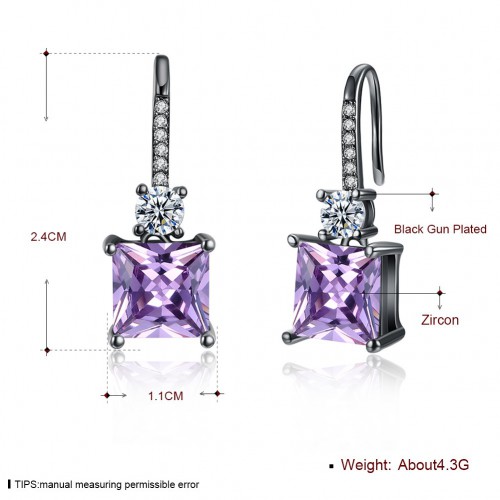 2.4CM
Black Gun Plated
Zircon
1.1CM
Weight: About4.3G
TIPS:manual measuring permissible error